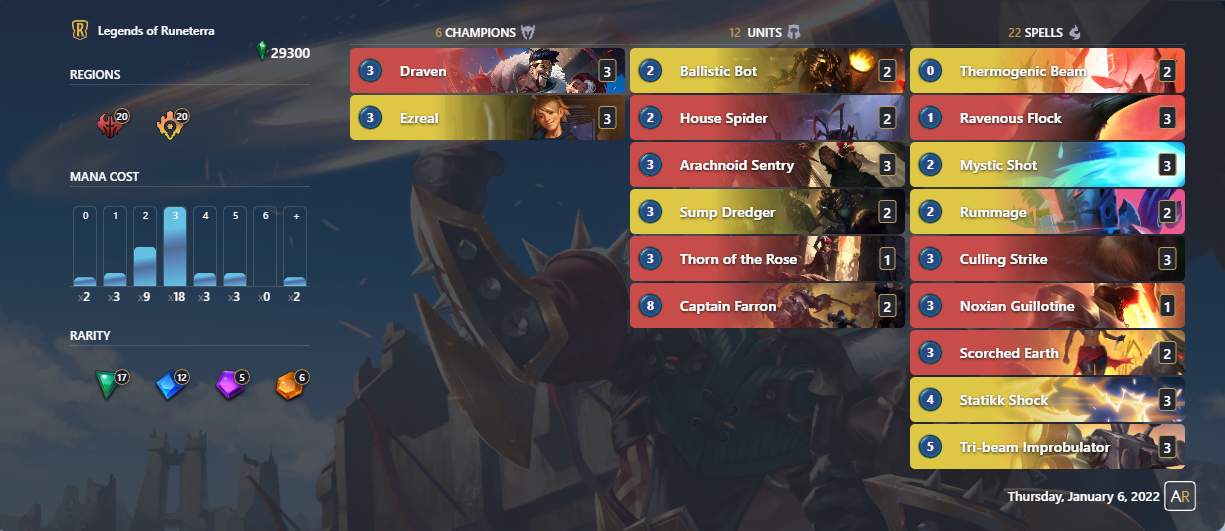 Legends of Runeterra
29300
REGIONS
20
20
MANA COST
0 1 2 3 4 5 6 +
x2 x3 x9 x18 x3 x3 x0 x2
RARITY
17 12 5 6
6 CHAMPIONS
3 Draven 3
3 Ezreal 3
12 UNITS
2 Ballistic Bot 2
2 House Spider 2
3 Arachnoid Sentry 3
3 Sump Dredger 2
3 Thorn of the Rose 1
8 Captain Farron 2
22 SPELLS
0 Thermogenic Beam 2
1 Ravenous Flock 3
2 Mystic Shot 3
2 Rummage 2
3 Culling Strike 3
3 Noxian Guillotine 1
3 Scorched Earth 2
4 Statikk Shock 3
5 Tri-beam Improbulator 3
Thursday, January 6, 2022 AR